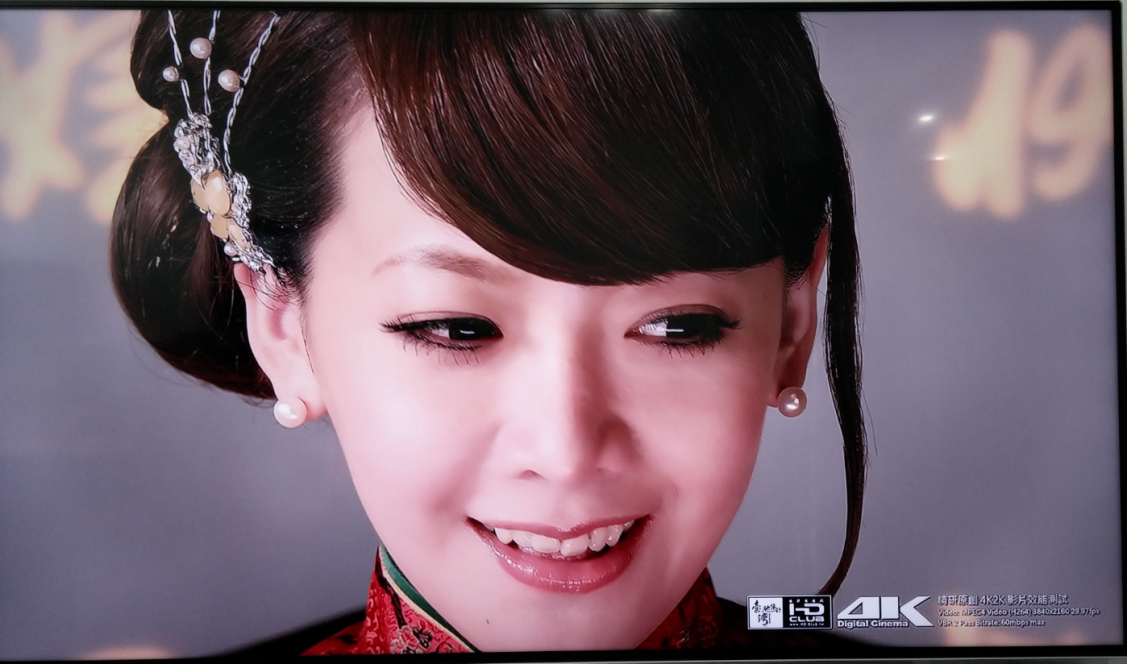 HD
CLUB
4K
Digital Cinema
精研原創 4K2K 影片效能測試
Video: MPEG4 Video (H264) 3840x2160 29.97fps
VBR 2 Pass Bitrate: 60mbps max